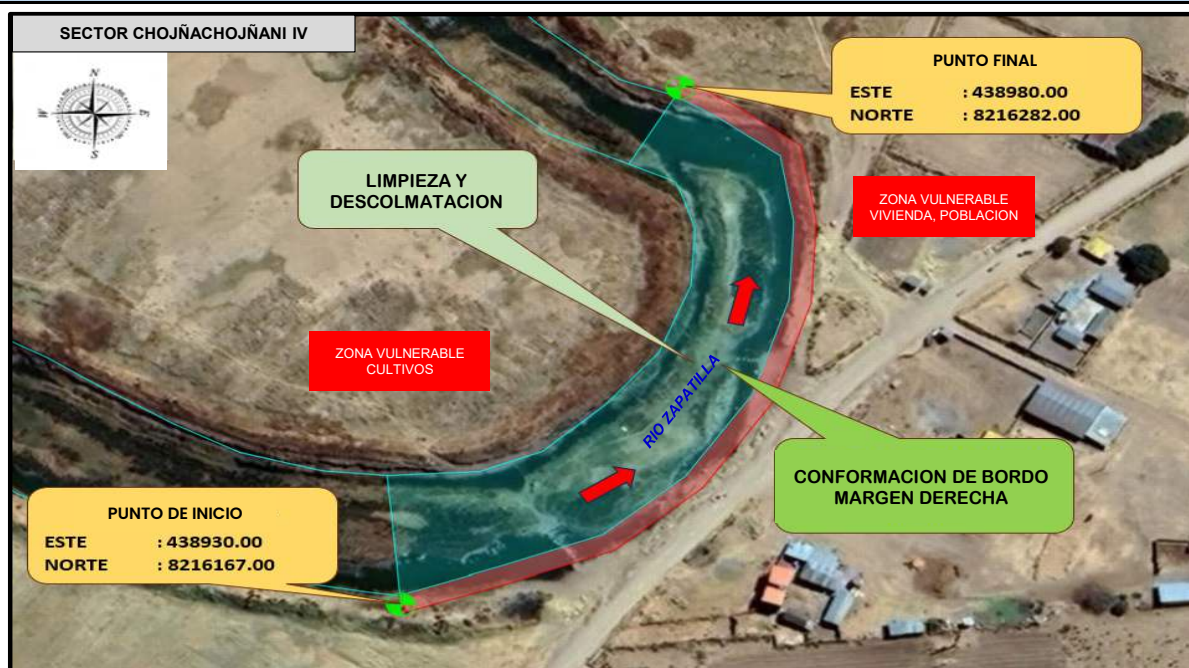 SECTOR CHOJÑACHOJÑANI IV
N
W
E
S
PUNTO FINAL
ESTE : 438980.00
NORTE : 8216282.00
LIMPIEZA Y
DESCOLMATACION
ZONA VULNERABLE
VIVIENDA, POBLACION
ZONA VULNERABLE
CULTIVOS
RIO ZAPATILLA
CONFORMACION DE BORDO
MARGEN DERECHA
PUNTO DE INICIO
ESTE : 438930.00
NORTE : 8216167.00